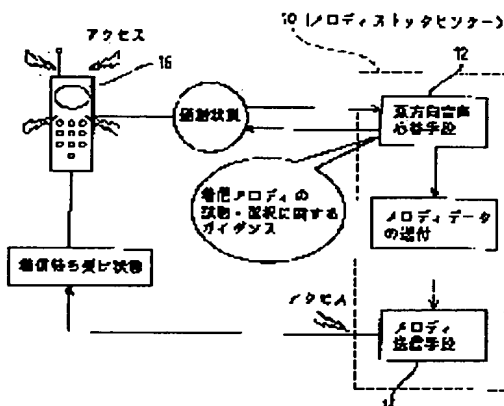 アクセス
16
10 (メロディストックセンター)
12
双方向音声
応答手段
着信メロディの
試聴・選択に関する
ガイダンス
メロディデータ
の送付
着信待ち受け状態
アクセス
メロディ
送信手段
14